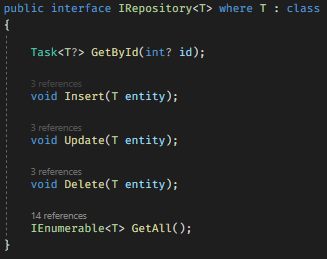 public interface IRepository<T> where T : class
{
Task<T?> GetById(int? id);
3 references
void Insert(T entity);
3 references
void Update(T entity);
3 references
void Delete(T entity);
14 references
IEnumerable<T> GetAll();
}